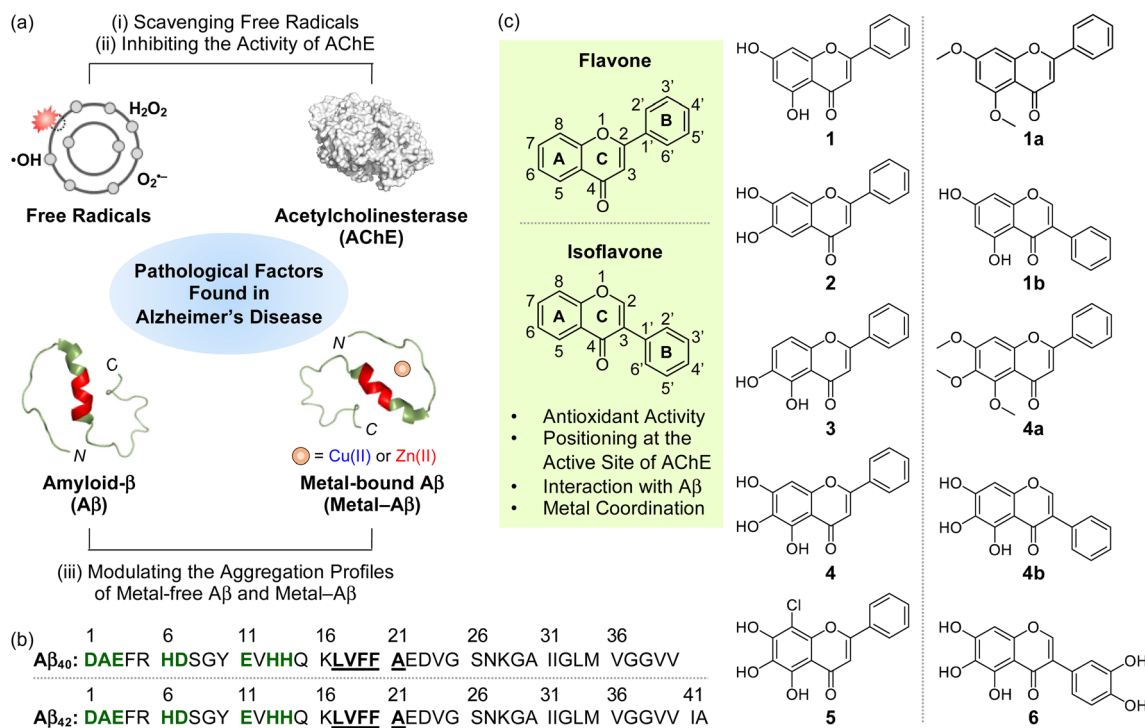 (a)
(i) Scavenging Free Radicals
(ii) Inhibiting the Activity of AChE
H₂O₂
•OH
O₂•–
Free Radicals
Acetylcholinesterase
(AChE)
Pathological Factors
Found in
Alzheimer's Disease
N
C
N
C
= Cu(II) or Zn(II)
Amyloid-β
(Aβ)
Metal-bound Aβ
(Metal–Aβ)
(iii) Modulating the Aggregation Profiles
of Metal-free Aβ and Metal–Aβ
(b)
1 6 11 16 21 26 31 36
Aβ₄₀: DAEFR HDSGY EVHHQ KLVFF AEDVG SNKGA IIGLM VGGVV
1 6 11 16 21 26 31 36 41
Aβ₄₂: DAEFR HDSGY EVHHQ KLVFF AEDVG SNKGA IIGLM VGGVV IA
(c)
Flavone
3'
2' 4'
8 1 B
7 O 2 5'
A C 1' 6'
6 3
5 4
O
Isoflavone
1
8 O
7 2
A C 1' 2' 3'
6 4 3 B
5 O 6' 4'
5'
• Antioxidant Activity
• Positioning at the
Active Site of AChE
• Interaction with Aβ
• Metal Coordination
HO O
OH O
1
O O
O O
1a
HO O
HO
O
2
HO O
OH O
1b
O
HO
OH O
3
O O
O
O O
4a
HO O
HO
OH O
4
HO O
HO
OH O
4b
Cl
HO O
HO
OH O
5
HO O
HO OH
OH O OH
6